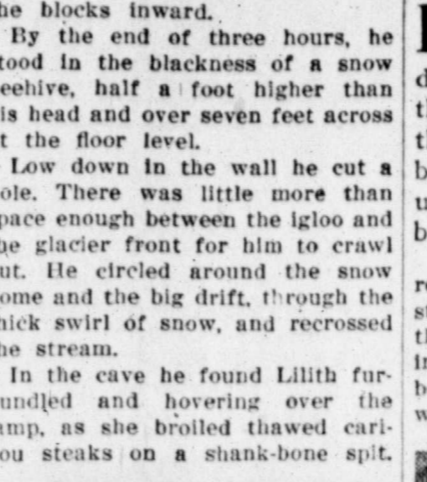 he blocks inward.
By the end of three hours, he
tood in the blackness of a snow
eehive, half a foot higher than
is head and over seven feet across
t the floor level.
Low down in the wall he cut a
ole. There was little more than
pace enough between the igloo and
he glacier front for him to crawl
ut. He circled around the snow
ome and the big drift, through the
hick swirl of snow, and recrossed
he stream.
In the cave he found Lilith fur-
undled and hovering over the
amp, as she broiled thawed cari-
ou steaks on a shank-bone spit.